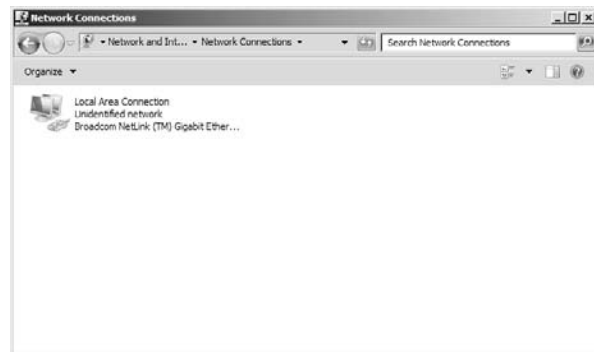 Network Connections
Network and Int... Network Connections
Search Network Connections
Organize
Local Area Connection
Unidentified network
Broadcom NetLink (TM) Gigabit Ether...